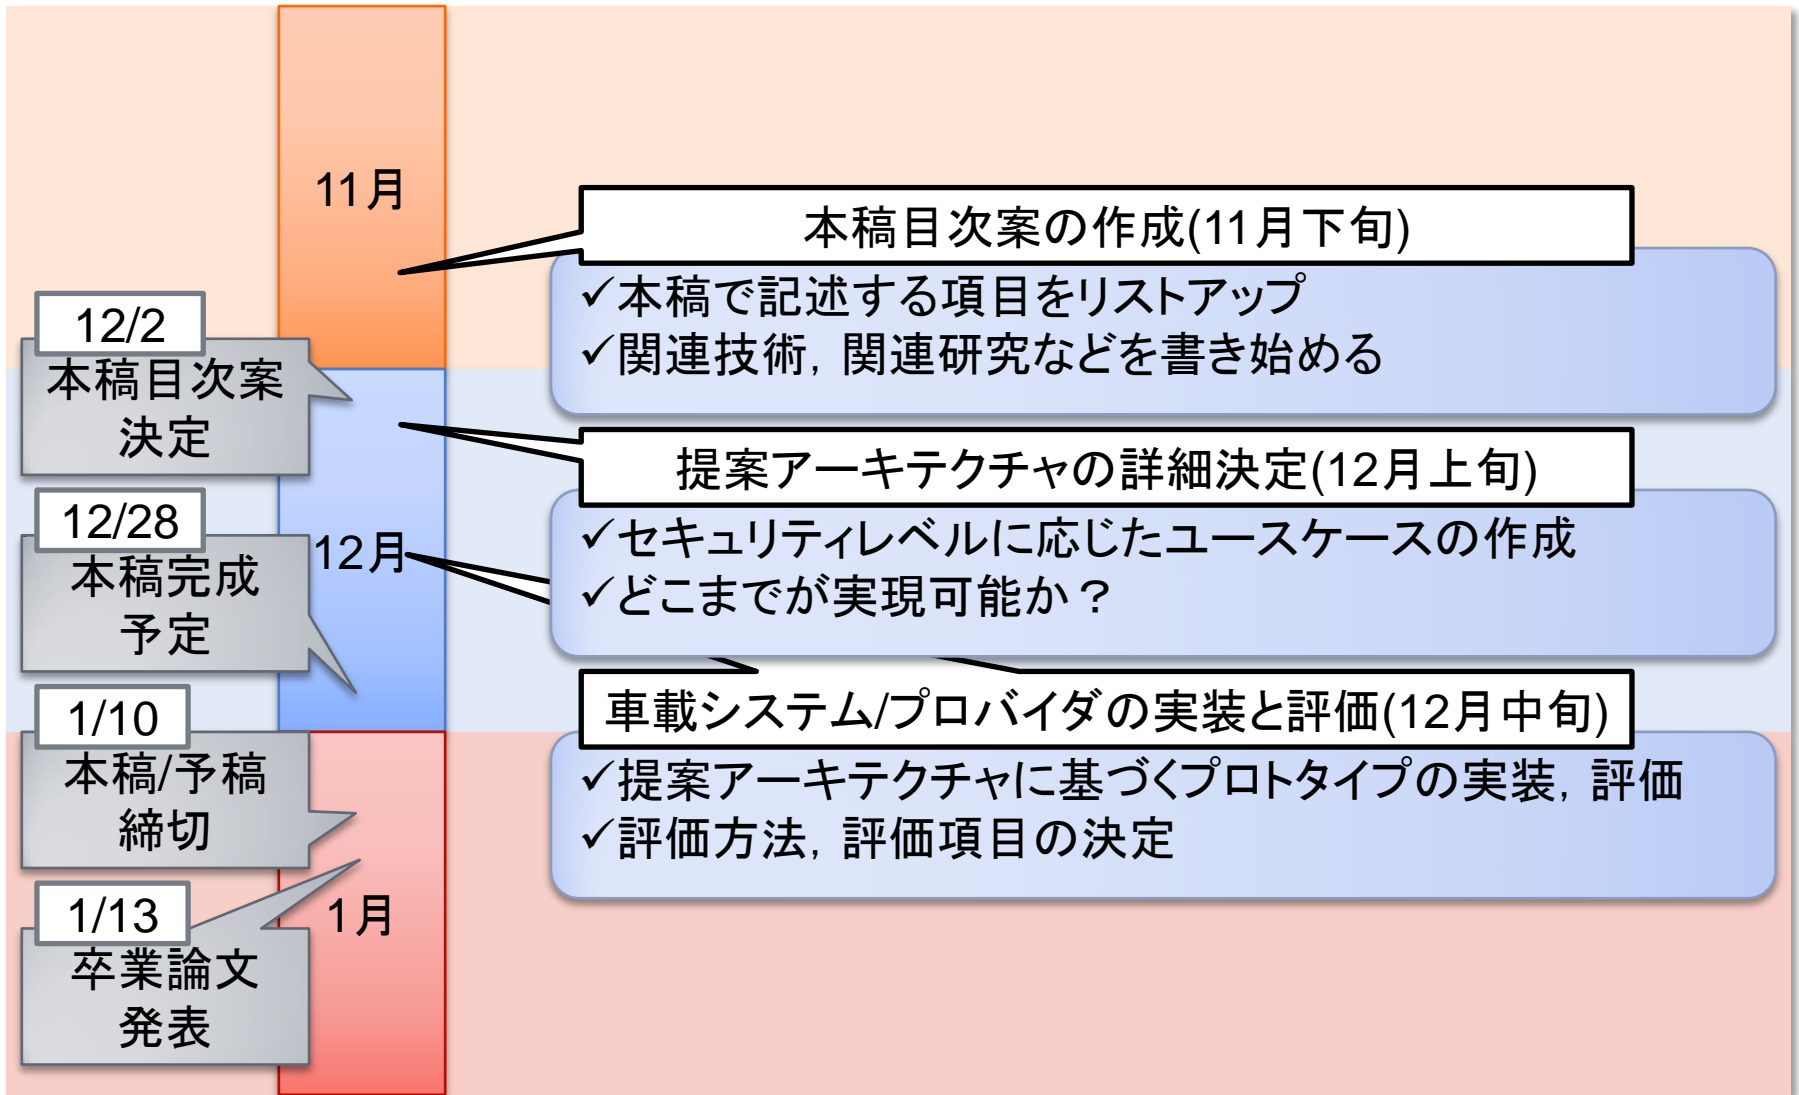 11月
本稿目次案の作成(11月下旬)
✓本稿で記述する項目をリストアップ
✓関連技術, 関連研究などを書き始める
12/2
本稿目次案
決定
12月
提案アーキテクチャの詳細決定(12月上旬)
✓セキュリティレベルに応じたユースケースの作成
✓どこまでが実現可能か？
12/28
本稿完成
予定
車載システム/プロバイダの実装と評価(12月中旬)
✓提案アーキテクチャに基づくプロトタイプの実装, 評価
✓評価方法, 評価項目の決定
1/10
本稿/予稿
締切
1月
1/13
卒業論文
発表